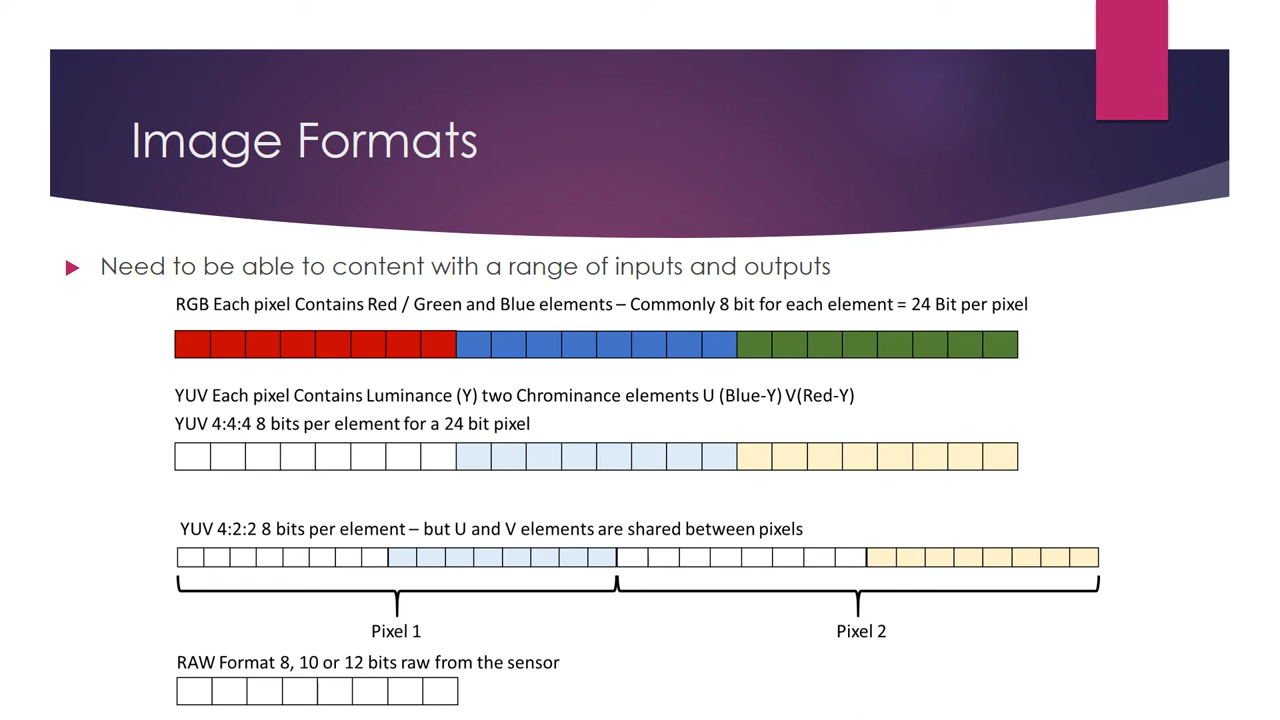 Image Formats
Need to be able to content with a range of inputs and outputs
RGB Each pixel Contains Red / Green and Blue elements – Commonly 8 bit for each element = 24 Bit per pixel
YUV Each pixel Contains Luminance (Y) two Chrominance elements U (Blue-Y) V(Red-Y)
YUV 4:4:4 8 bits per element for a 24 bit pixel
YUV 4:2:2 8 bits per element – but U and V elements are shared between pixels
Pixel 1
Pixel 2
RAW Format 8, 10 or 12 bits raw from the sensor